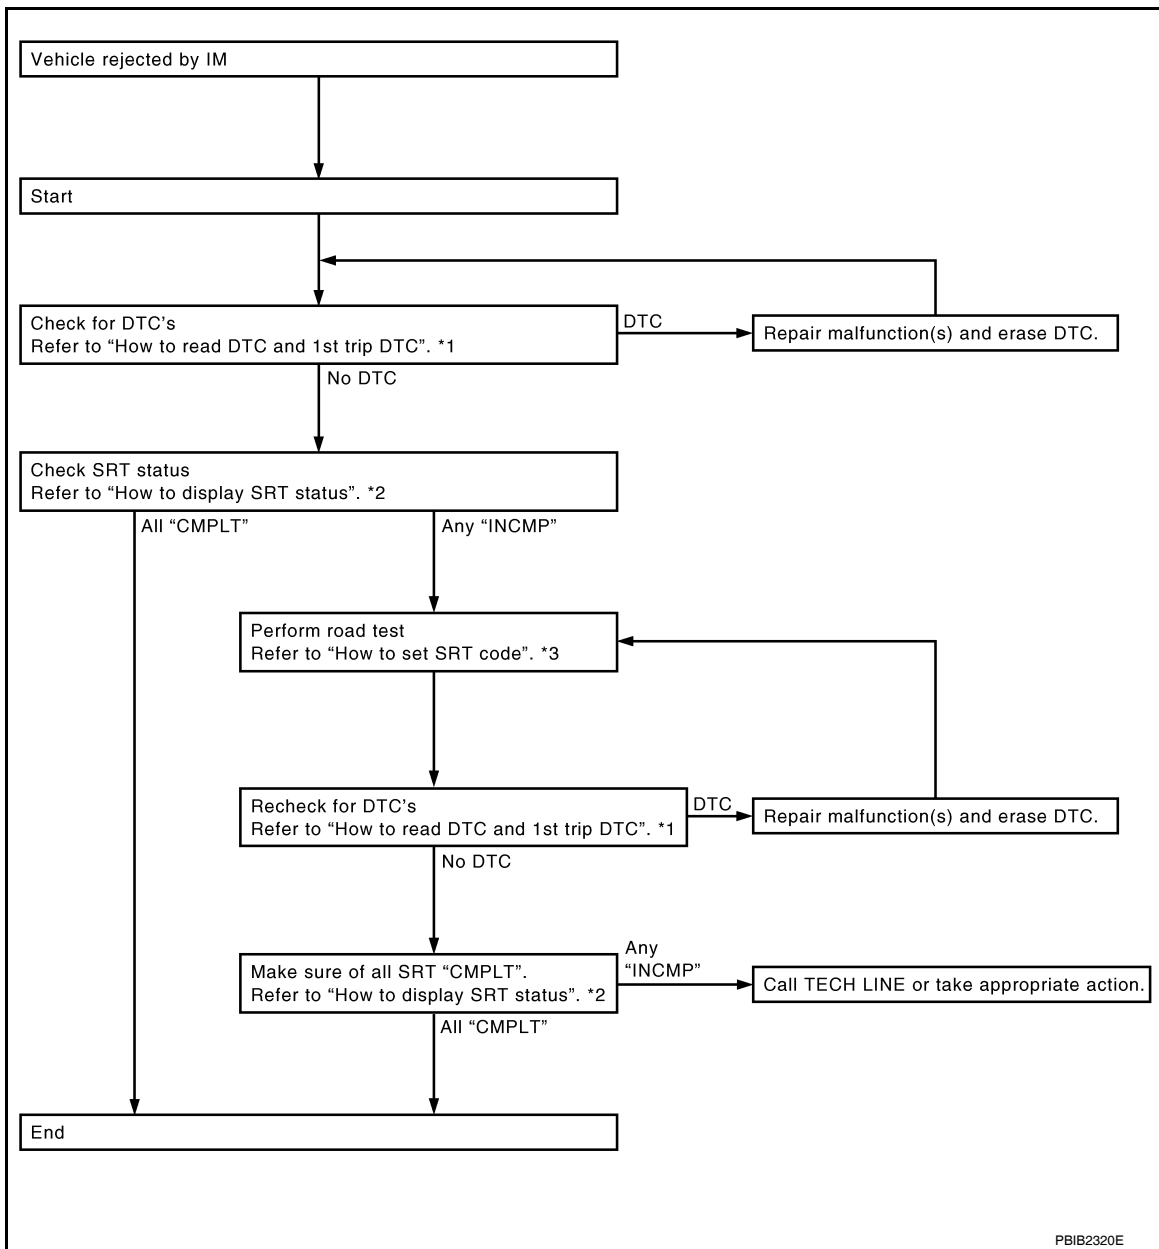 Vehicle rejected by IM
Start
Check for DTC's
Refer to “How to read DTC and 1st trip DTC”. *1
DTC
Repair malfunction(s) and erase DTC.
No DTC
Check SRT status
Refer to “How to display SRT status”. *2
All “CMPLT”
Any “INCMP”
Perform road test
Refer to “How to set SRT code”. *3
Recheck for DTC's
Refer to “How to read DTC and 1st trip DTC”. *1
DTC
Repair malfunction(s) and erase DTC.
No DTC
Make sure of all SRT “CMPLT”.
Refer to “How to display SRT status”. *2
Any
“INCMP”
Call TECH LINE or take appropriate action.
All “CMPLT”
End
PBIB2320E